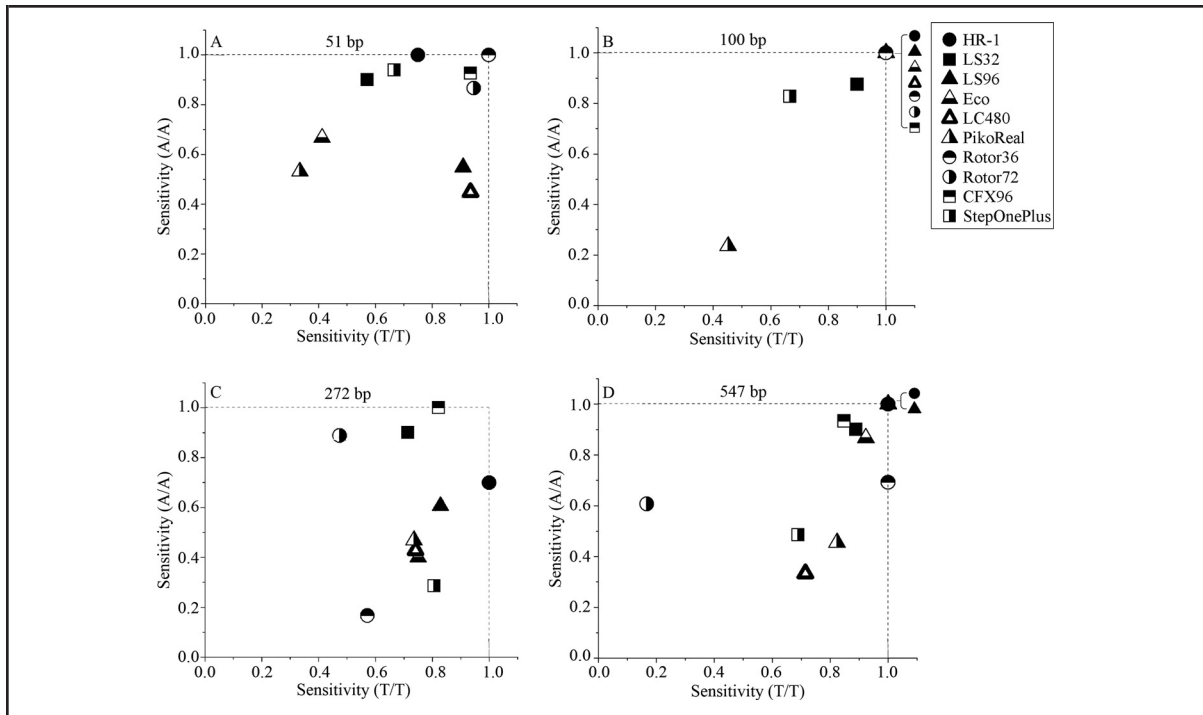 A
51 bp
1.0
0.8
0.6
0.4
0.2
0.0
Sensitivity (A/A)
0.0 0.2 0.4 0.6 0.8 1.0
Sensitivity (T/T)
B
100 bp
1.0
0.8
0.6
0.4
0.2
0.0
Sensitivity (A/A)
0.0 0.2 0.4 0.6 0.8 1.0
Sensitivity (T/T)
HR-1
LS32
LS96
Eco
LC480
PikoReal
Rotor36
Rotor72
CFX96
StepOnePlus
C
272 bp
1.0
0.8
0.6
0.4
0.2
0.0
Sensitivity (A/A)
0.0 0.2 0.4 0.6 0.8 1.0
Sensitivity (T/T)
D
547 bp
1.0
0.8
0.6
0.4
0.2
0.0
Sensitivity (A/A)
0.0 0.2 0.4 0.6 0.8 1.0
Sensitivity (T/T)